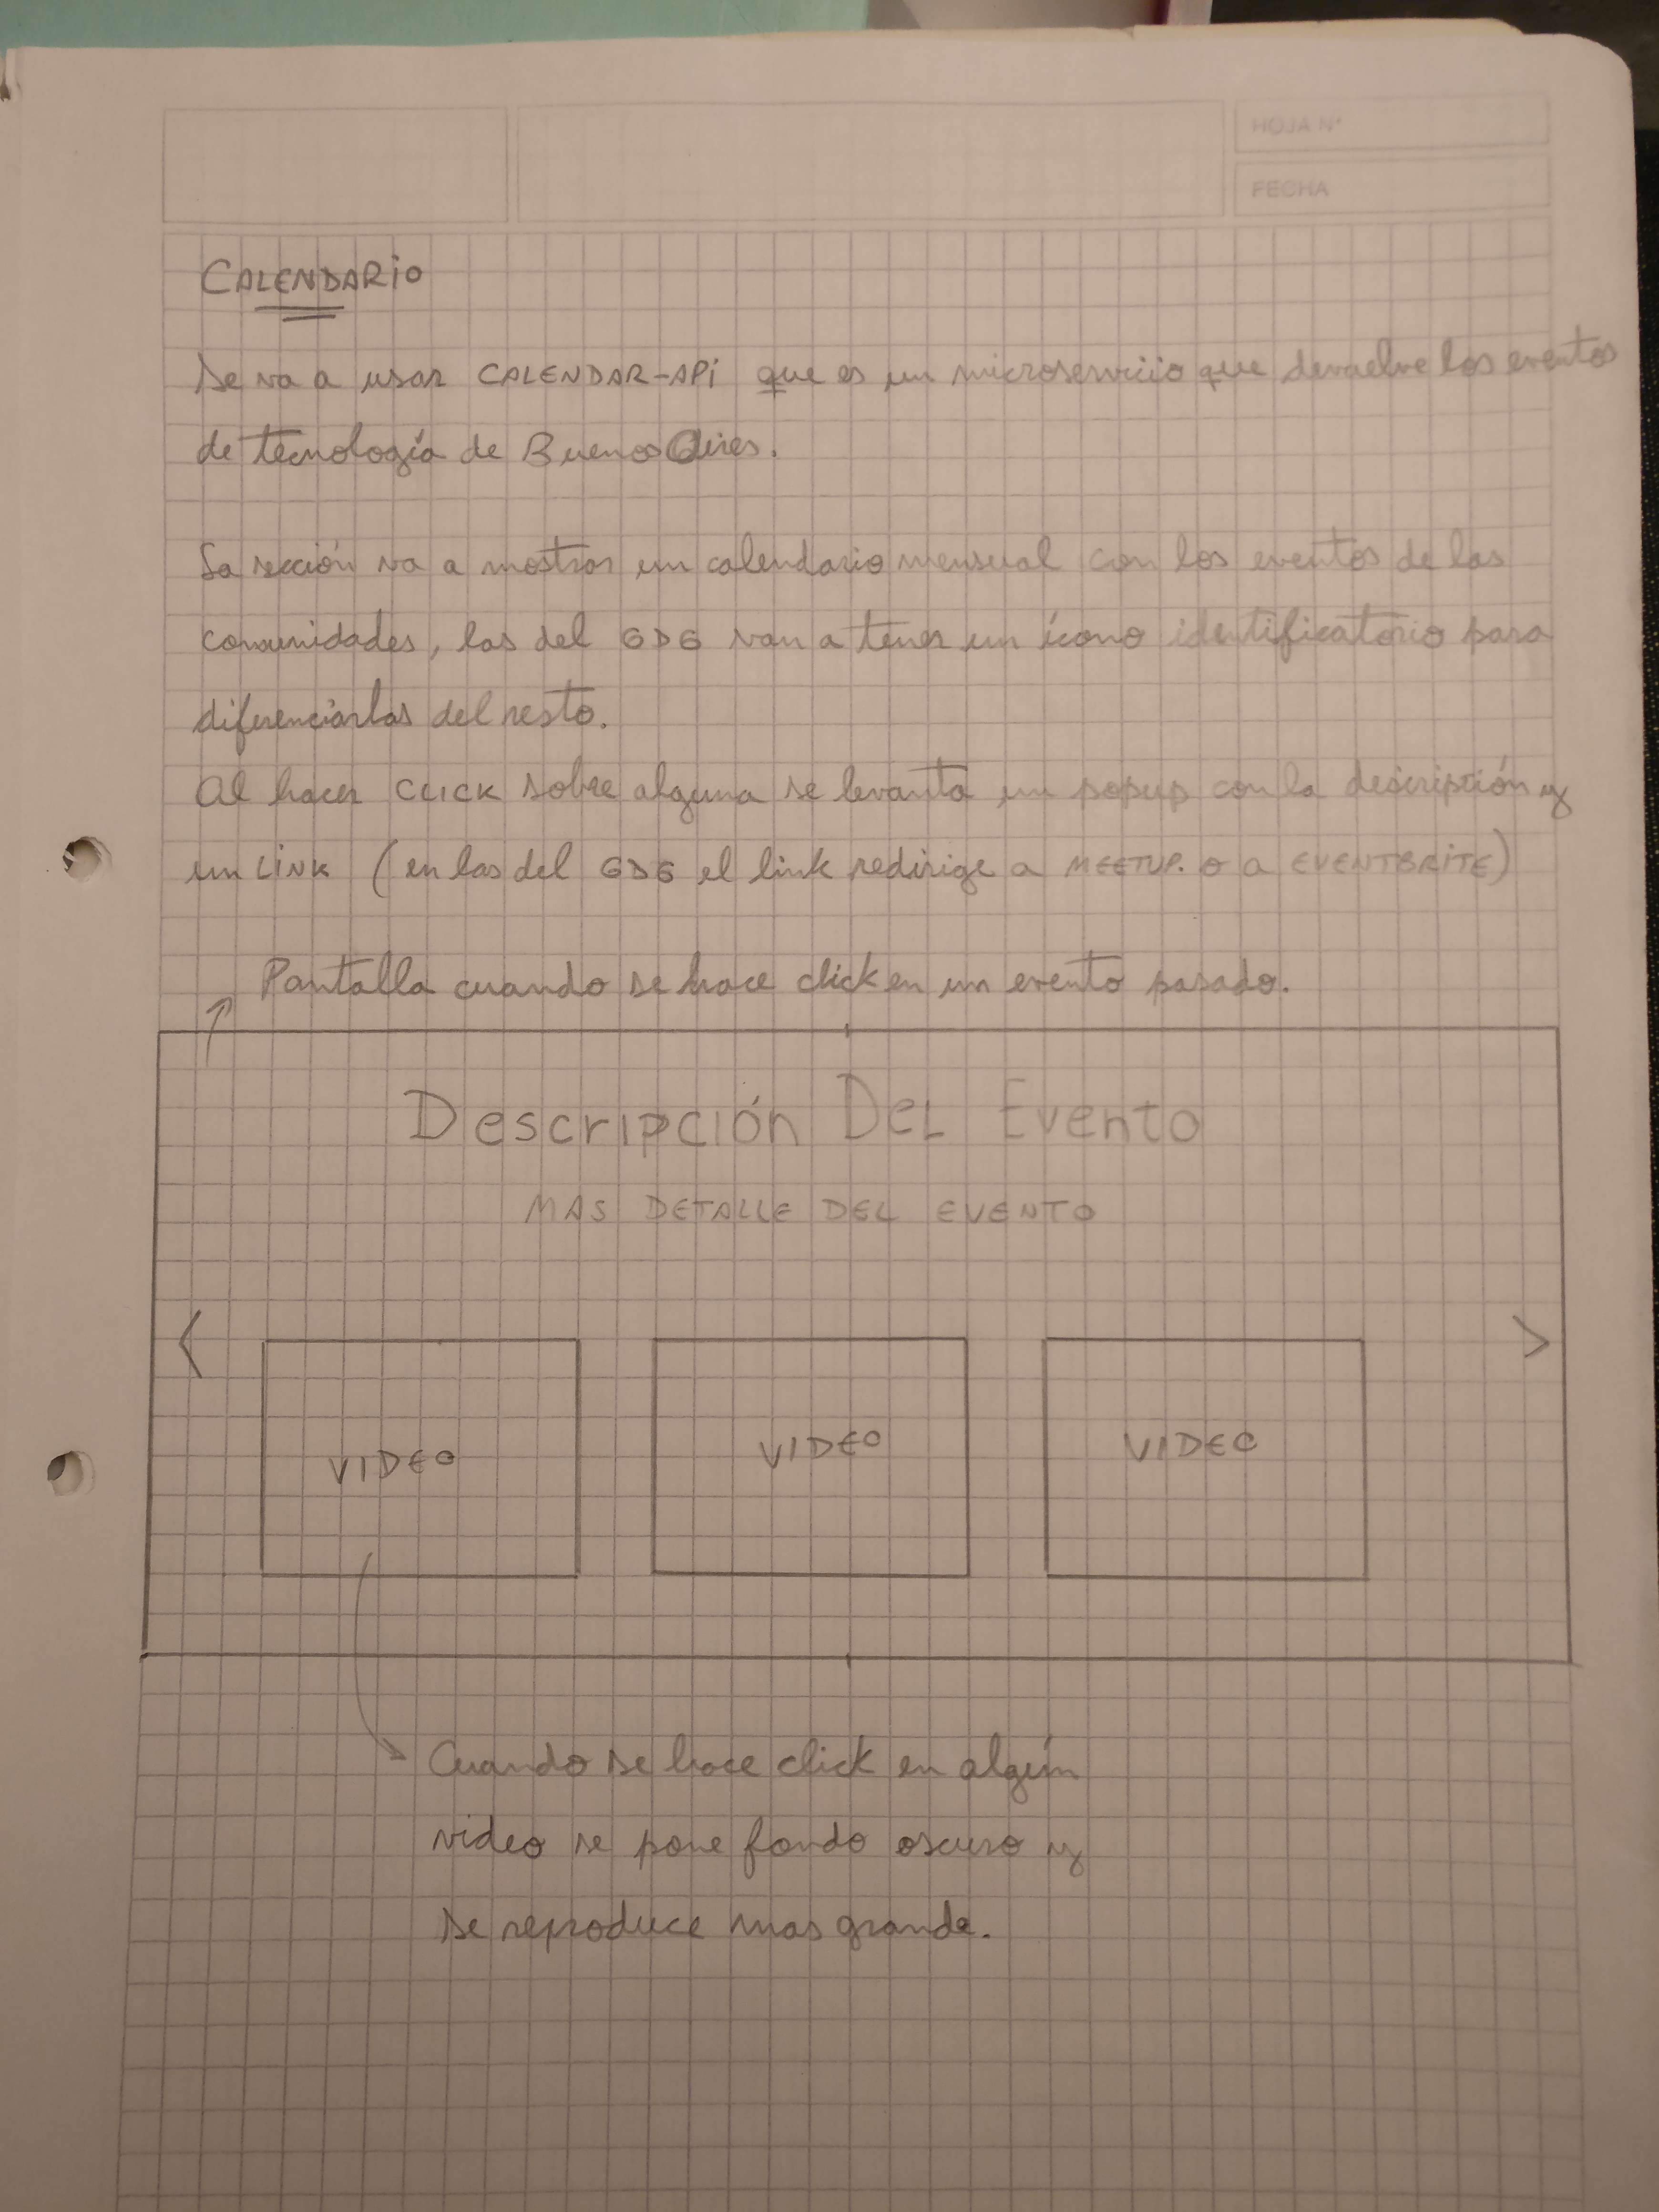 HOJA Nº
FECHA
CALENDARIO
Se va a usar CALENDAR-API que es un microservicio que devuelve los eventos
de tecnología de Buenos Aires.
La sección va a mostrar un calendario mensual con los eventos de las
comunidades, las del GDG van a tener un ícono identificatorio para
diferenciarlas del resto.
Al hacer CLICK sobre alguna se levanta un popup con la descripción y
un LINK (en las del GDG el link redirige a MEETUP. o a EVENTBRITE)
Pantalla cuando se hace click en un evento pasado.
Descripción Del Evento
MAS DETALLE DEL EVENTO
< >
VIDEO VIDEO VIDEO
Cuando se hace click en algún
video se pone fondo oscuro y
se reproduce mas grande.